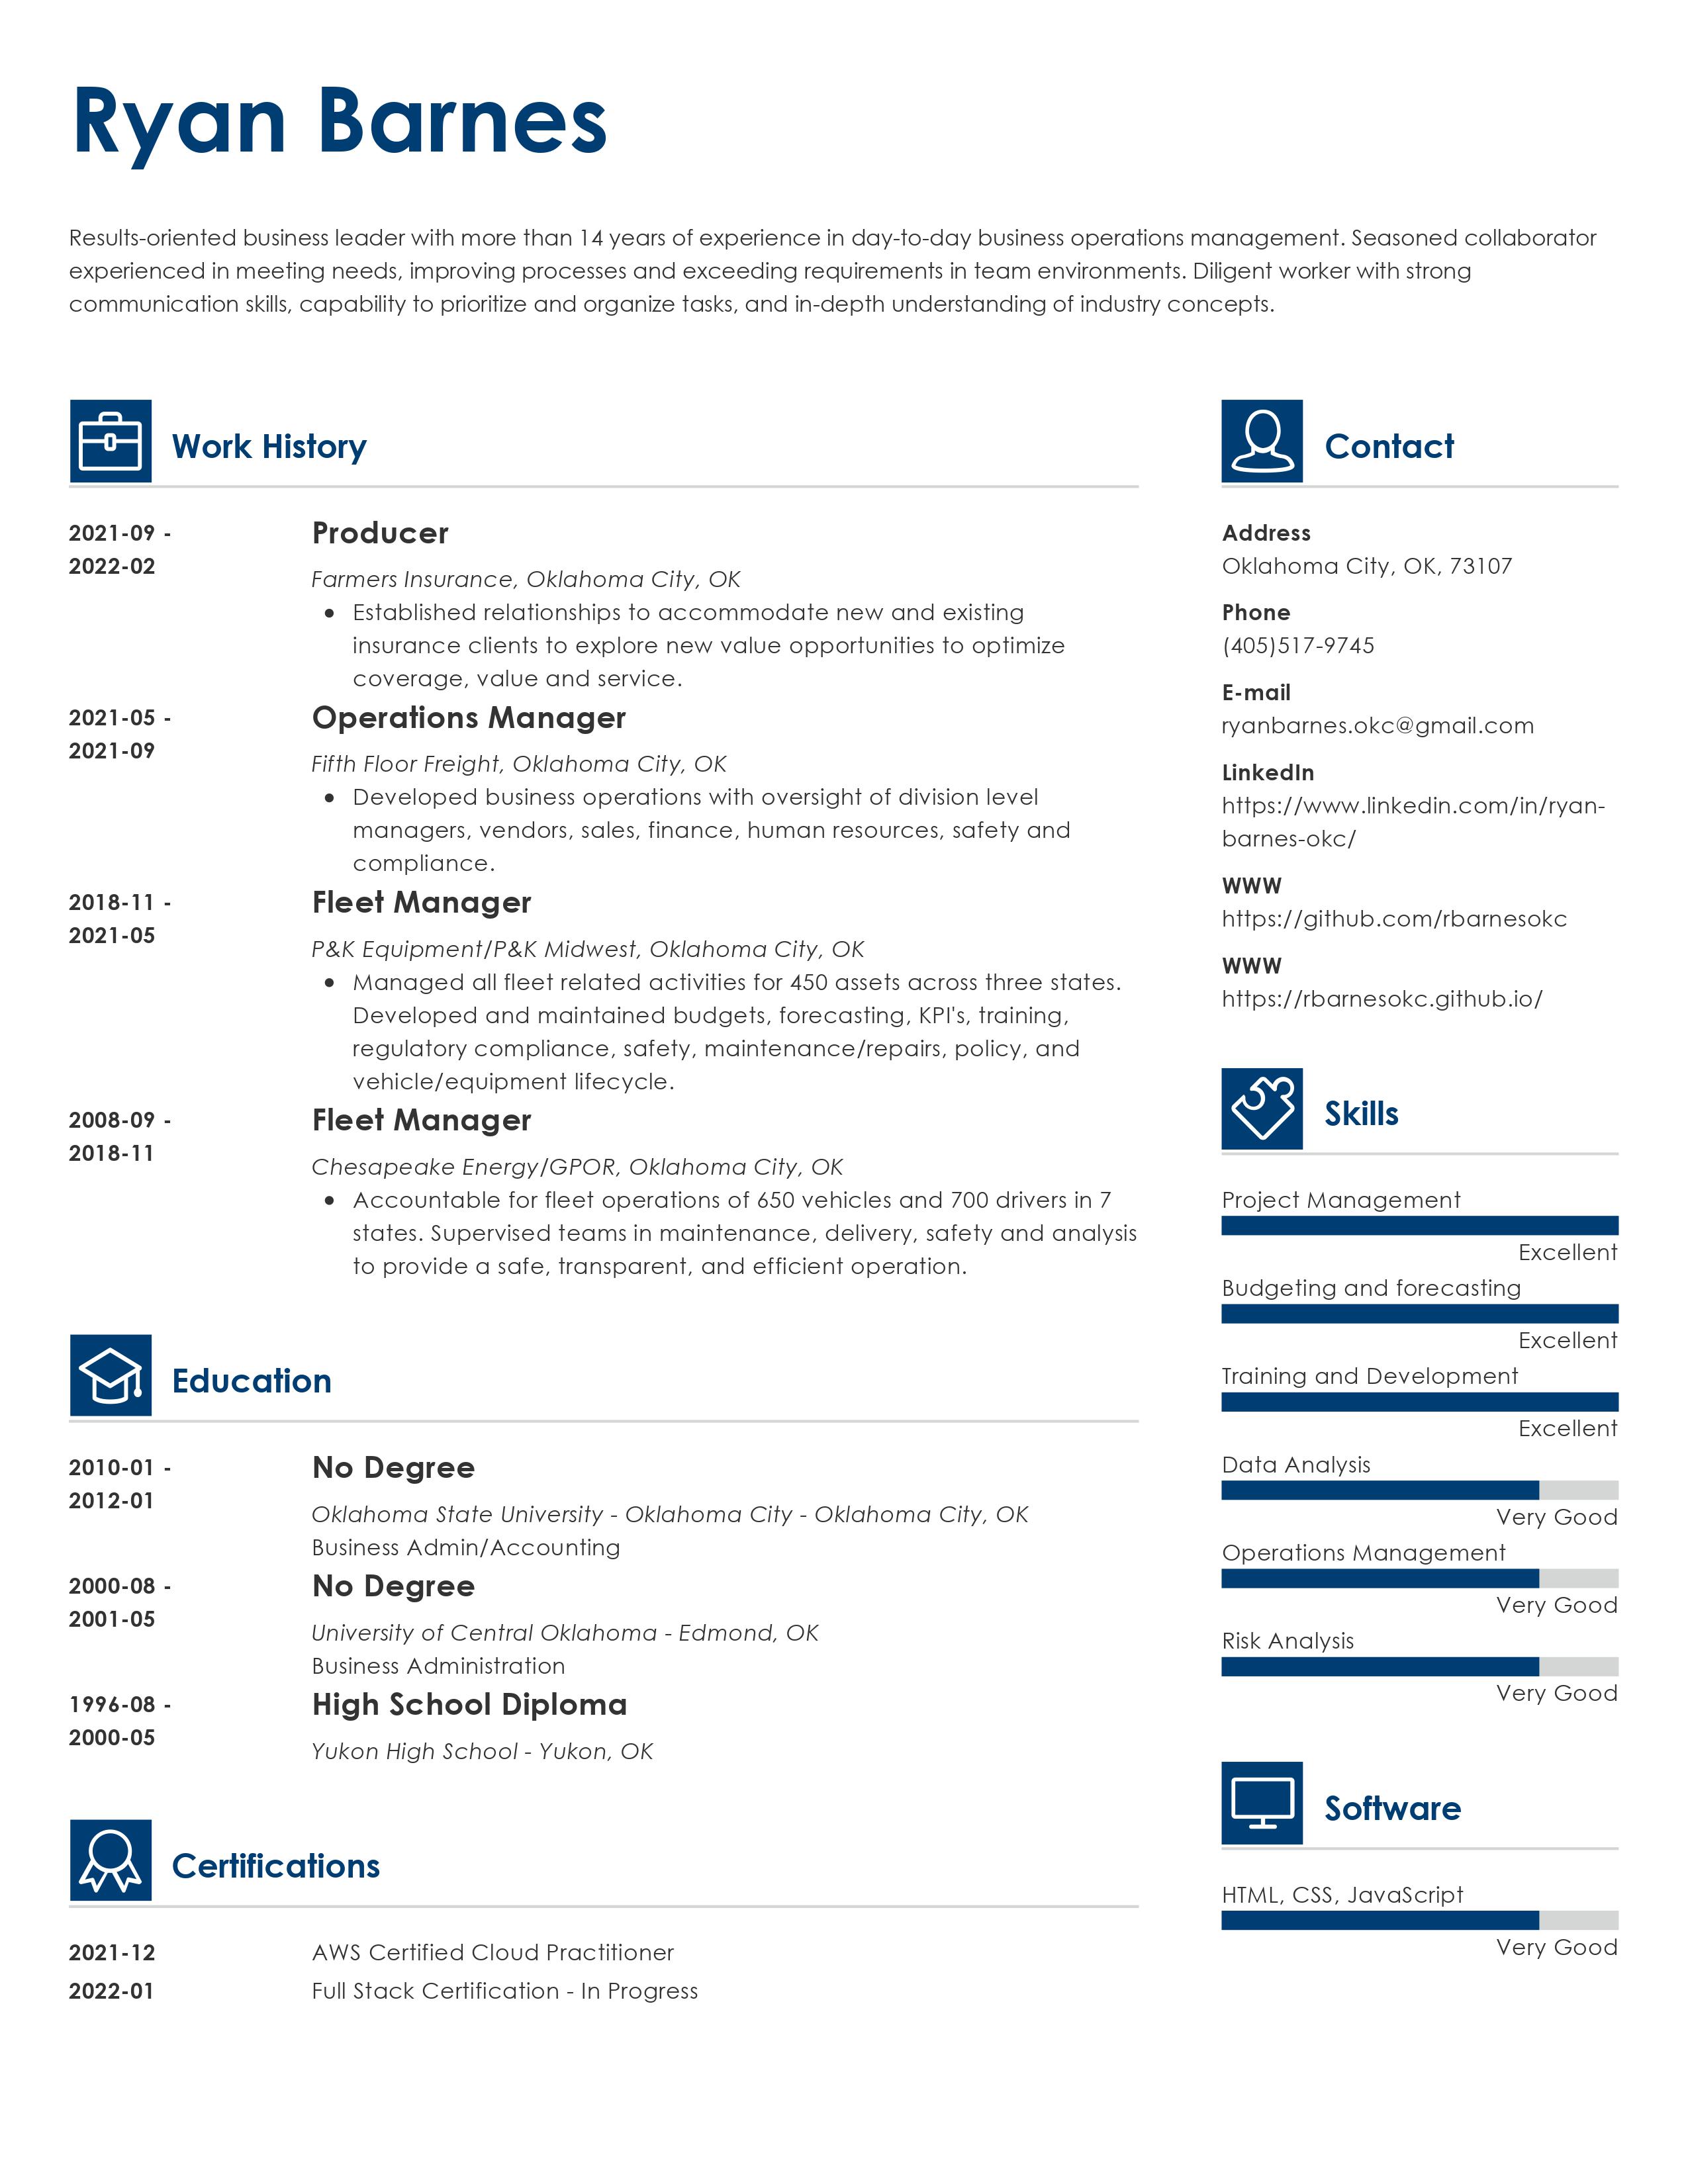 Ryan Barnes
Results-oriented business leader with more than 14 years of experience in day-to-day business operations management. Seasoned collaborator
experienced in meeting needs, improving processes and exceeding requirements in team environments. Diligent worker with strong
communication skills, capability to prioritize and organize tasks, and in-depth understanding of industry concepts.
Work History
2021-09 -
2022-02
Producer
Farmers Insurance, Oklahoma City, OK
• Established relationships to accommodate new and existing
insurance clients to explore new value opportunities to optimize
coverage, value and service.
2021-05 -
2021-09
Operations Manager
Fifth Floor Freight, Oklahoma City, OK
• Developed business operations with oversight of division level
managers, vendors, sales, finance, human resources, safety and
compliance.
2018-11 -
2021-05
Fleet Manager
P&K Equipment/P&K Midwest, Oklahoma City, OK
• Managed all fleet related activities for 450 assets across three states.
Developed and maintained budgets, forecasting, KPI's, training,
regulatory compliance, safety, maintenance/repairs, policy, and
vehicle/equipment lifecycle.
2008-09 -
2018-11
Fleet Manager
Chesapeake Energy/GPOR, Oklahoma City, OK
• Accountable for fleet operations of 650 vehicles and 700 drivers in 7
states. Supervised teams in maintenance, delivery, safety and analysis
to provide a safe, transparent, and efficient operation.
Education
2010-01 -
2012-01
No Degree
Oklahoma State University - Oklahoma City - Oklahoma City, OK
Business Admin/Accounting
2000-08 -
2001-05
No Degree
University of Central Oklahoma - Edmond, OK
Business Administration
1996-08 -
2000-05
High School Diploma
Yukon High School - Yukon, OK
Certifications
2021-12
AWS Certified Cloud Practitioner
2022-01
Full Stack Certification - In Progress
Contact
Address
Oklahoma City, OK, 73107
Phone
(405)517-9745
E-mail
ryanbarnes.okc@gmail.com
LinkedIn
https://www.linkedin.com/in/ryan-
barnes-okc/
WWW
https://github.com/rbarnesokc
WWW
https://rbarnesokc.github.io/
Skills
Project Management
Excellent
Budgeting and forecasting
Excellent
Training and Development
Excellent
Data Analysis
Very Good
Operations Management
Very Good
Risk Analysis
Very Good
Software
HTML, CSS, JavaScript
Very Good